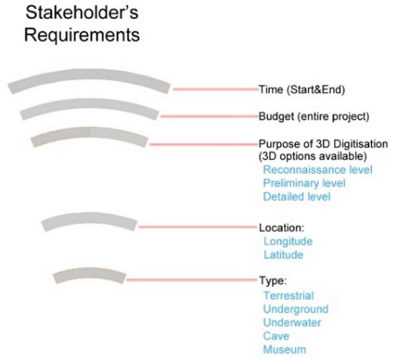 Stakeholder's
Requirements
Time (Start&End)
Budget (entire project)
Purpose of 3D Digitisation
(3D options available)
Reconnaissance level
Preliminary level
Detailed level
Location:
Longitude
Latitude
Type:
Terrestrial
Underground
Underwater
Cave
Museum